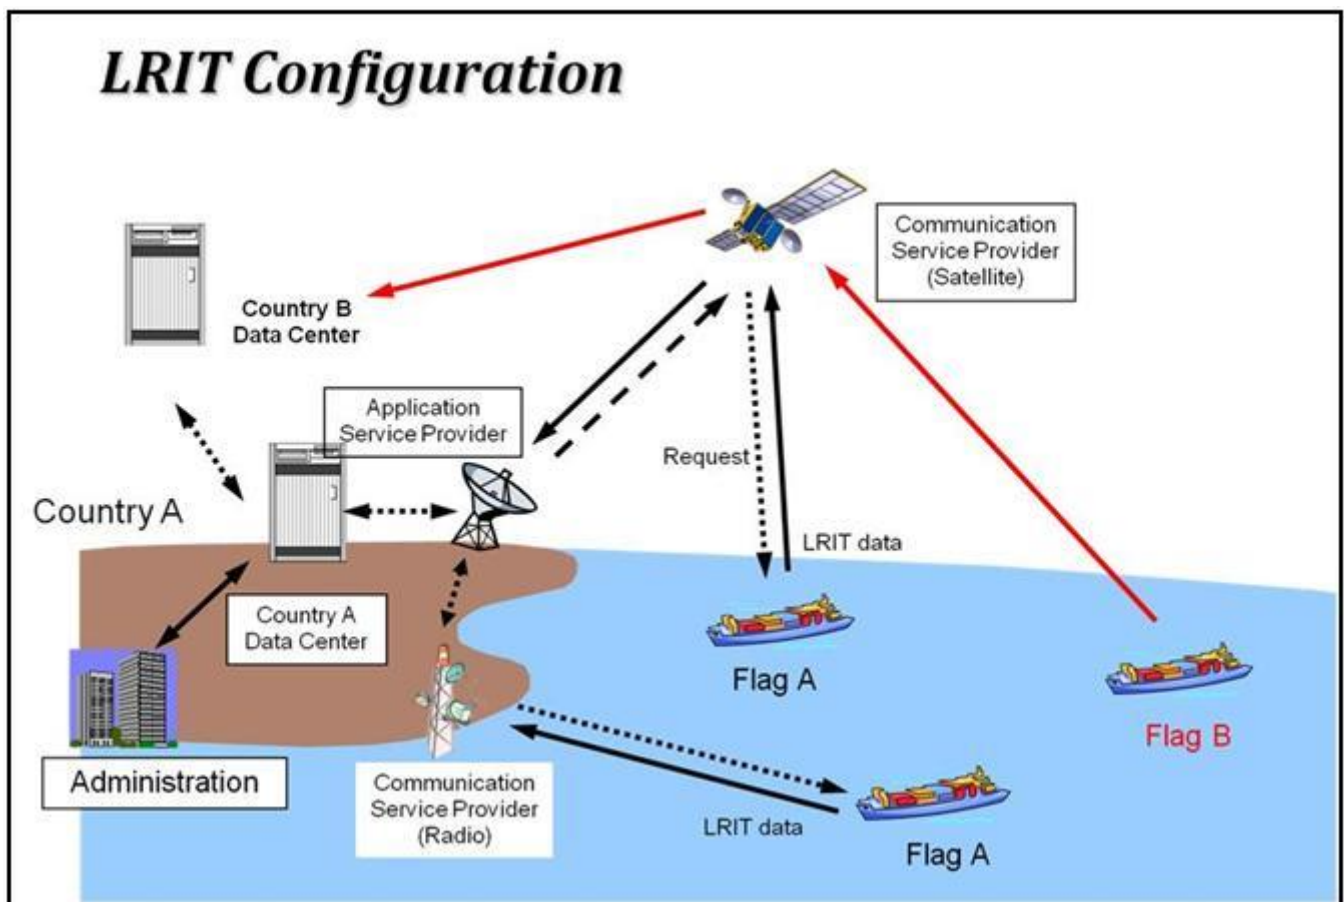 LRIT Configuration
Communication
Service Provider
(Satellite)
Country B
Data Center
Application
Service Provider
Request
Country A
LRIT data
Country A
Data Center
Flag A
Flag B
Administration
Communication
Service Provider
(Radio)
LRIT data
Flag A